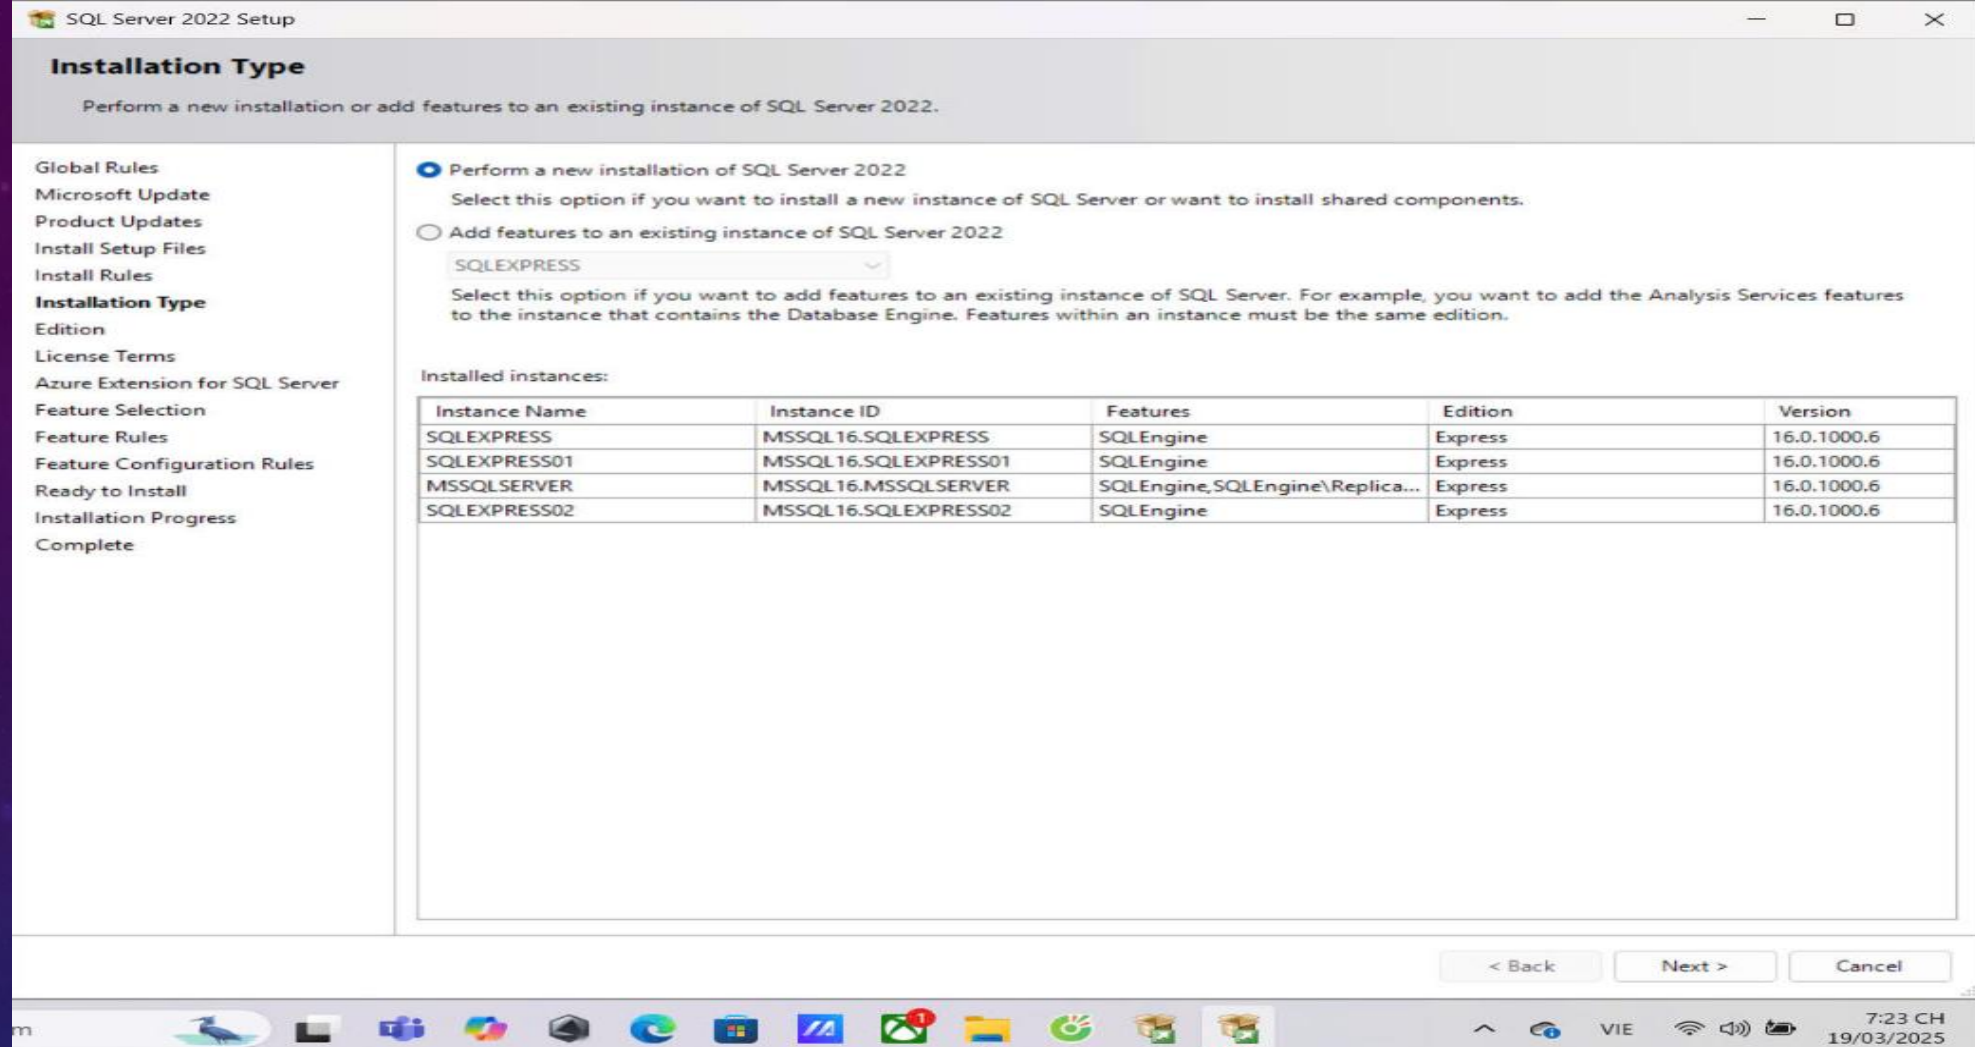 SQL Server 2022 Setup
Installation Type
Perform a new installation or add features to an existing instance of SQL Server 2022.
Global Rules
Microsoft Update
Product Updates
Install Setup Files
Install Rules
Installation Type
Edition
License Terms
Azure Extension for SQL Server
Feature Selection
Feature Rules
Feature Configuration Rules
Ready to Install
Installation Progress
Complete
Perform a new installation of SQL Server 2022
Select this option if you want to install a new instance of SQL Server or want to install shared components.
Add features to an existing instance of SQL Server 2022
SQLEXPRESS
Select this option if you want to add features to an existing instance of SQL Server. For example, you want to add the Analysis Services features
to the instance that contains the Database Engine. Features within an instance must be the same edition.
Installed instances:
Instance Name Instance ID Features Edition Version
SQLEXPRESS MSSQL16.SQLEXPRESS SQLEngine Express 16.0.1000.6
SQLEXPRESS01 MSSQL16.SQLEXPRESS01 SQLEngine Express 16.0.1000.6
MSSQLSERVER MSSQL16.MSSQLSERVER SQLEngine,SQLEngine\Replica... Express 16.0.1000.6
SQLEXPRESS02 MSSQL16.SQLEXPRESS02 SQLEngine Express 16.0.1000.6
< Back Next > Cancel
m
1
VIE
7:23 CH
19/03/2025